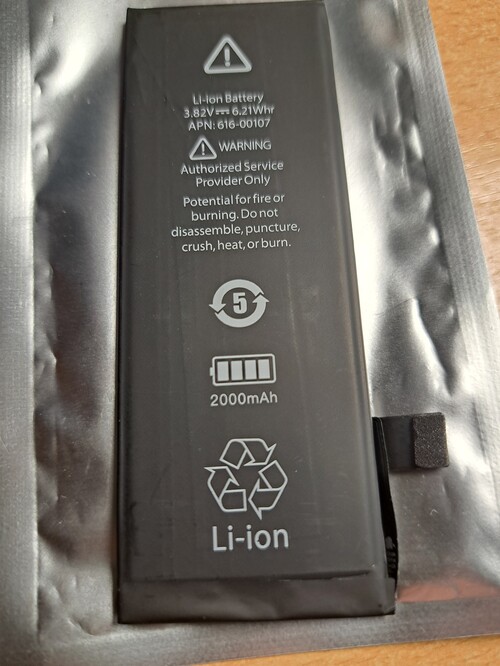 Li-ion Battery
3.82V⎓6.21Whr
APN: 616-00107
WARNING
Authorized Service
Provider Only
Potential for fire or
burning. Do not
disassemble, puncture,
crush, heat, or burn.
5
2000mAh
Li-ion